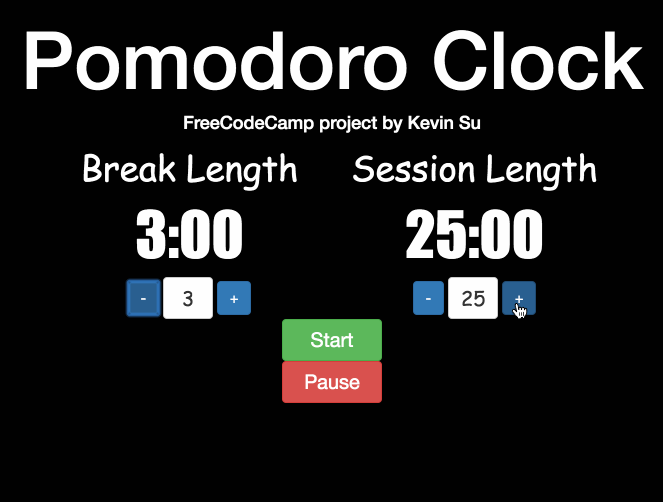 Pomodoro Clock
FreeCodeCamp project by Kevin Su
Break Length Session Length
3:00 25:00
- 3 + - 25 +
Start
Pause